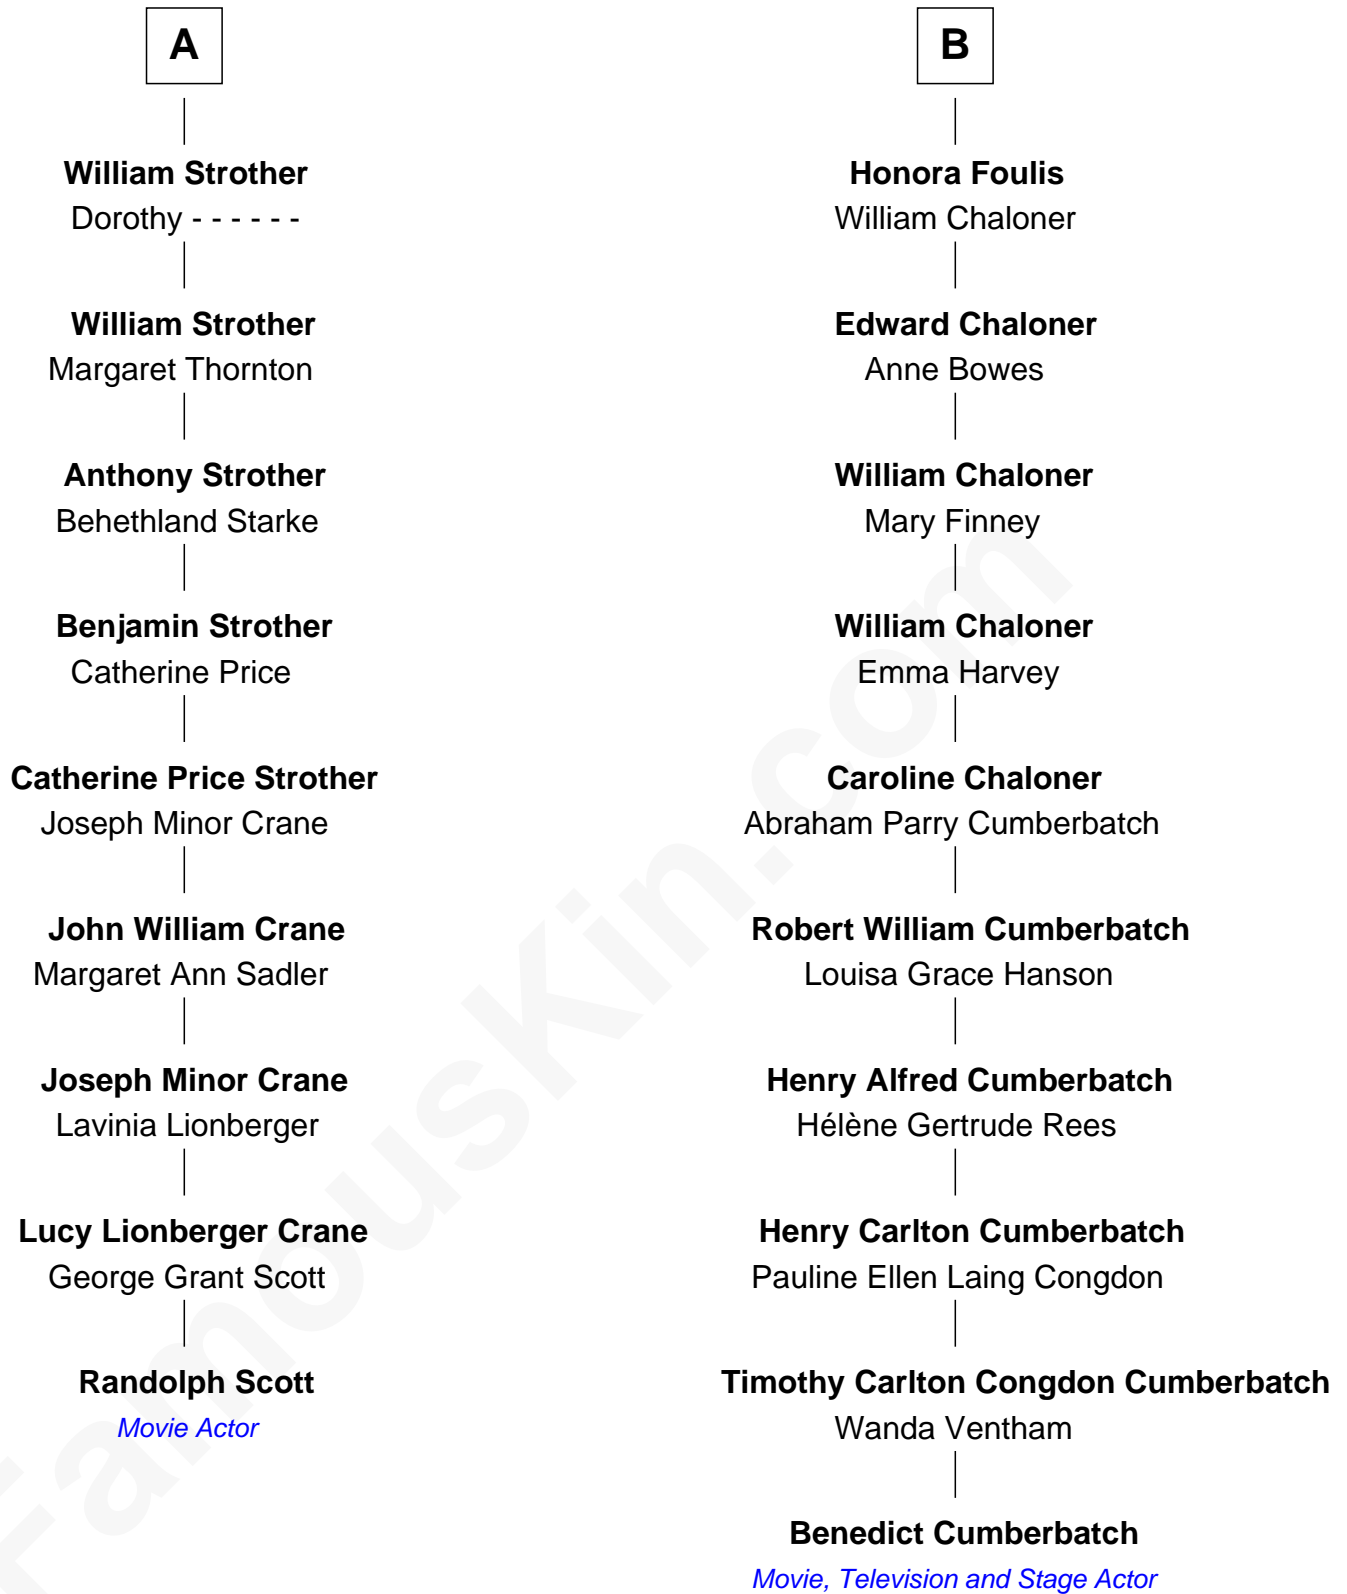 A
William Strother
Dorothy - - - - - -
William Strother
Margaret Thornton
Anthony Strother
Behethland Starke
Benjamin Strother
Catherine Price
Catherine Price Strother
Joseph Minor Crane
John William Crane
Margaret Ann Sadler
Joseph Minor Crane
Lavinia Lionberger
Lucy Lionberger Crane
George Grant Scott
Randolph Scott
Movie Actor
B
Honora Foulis
William Chaloner
Edward Chaloner
Anne Bowes
William Chaloner
Mary Finney
William Chaloner
Emma Harvey
Caroline Chaloner
Abraham Parry Cumberbatch
Robert William Cumberbatch
Louisa Grace Hanson
Henry Alfred Cumberbatch
Hélène Gertrude Rees
Henry Carlton Cumberbatch
Pauline Ellen Laing Congdon
Timothy Carlton Congdon Cumberbatch
Wanda Ventham
Benedict Cumberbatch
Movie, Television and Stage Actor
FamousKin.com